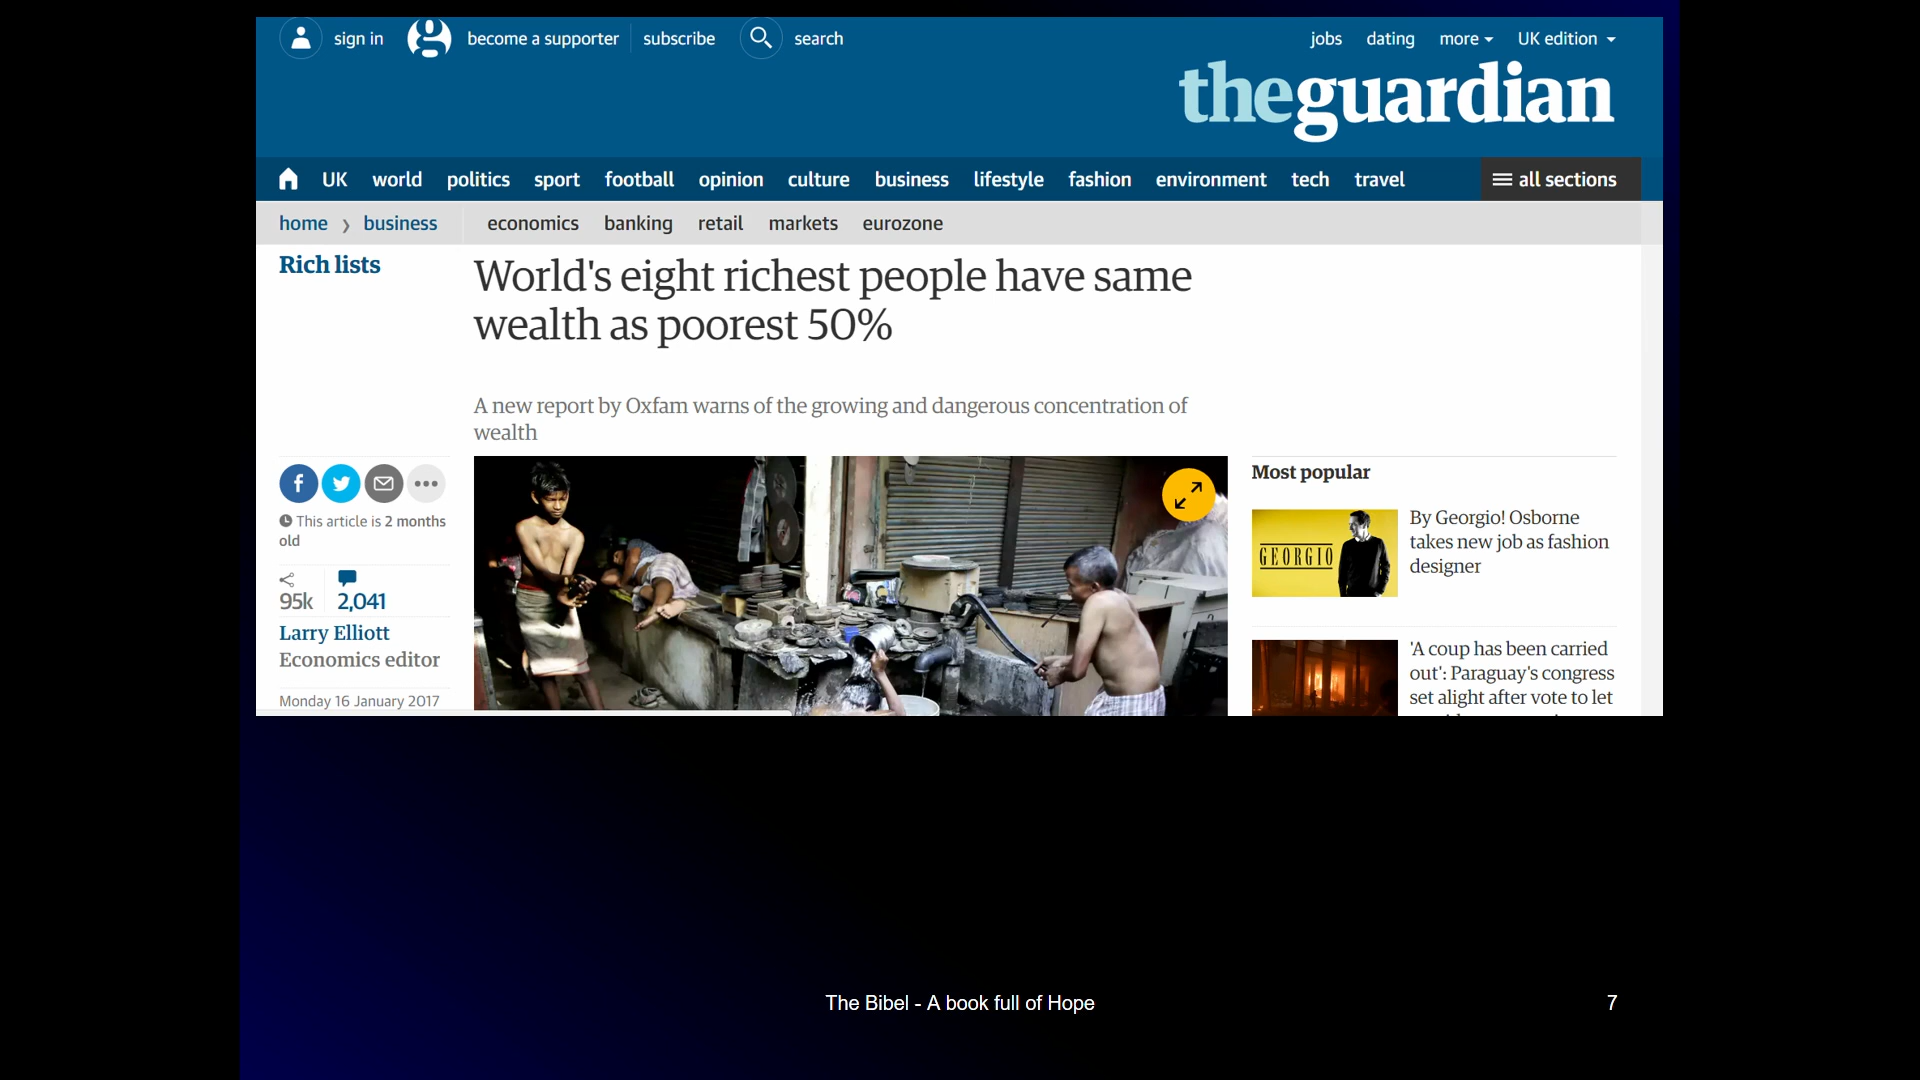 sign in
become a supporter
subscribe
search
jobs
dating
more
UK edition
theguardian
UK
world
politics
sport
football
opinion
culture
business
lifestyle
fashion
environment
tech
travel
all sections
home
business
economics
banking
retail
markets
eurozone
Rich lists
World's eight richest people have same
wealth as poorest 50%
A new report by Oxfam warns of the growing and dangerous concentration of
wealth
This article is 2 months
old
95k
2,041
Larry Elliott
Economics editor
Monday 16 January 2017
Most popular
GEORGIO
By Georgio! Osborne
takes new job as fashion
designer
'A coup has been carried
out': Paraguay's congress
set alight after vote to let
The Bibel - A book full of Hope
7